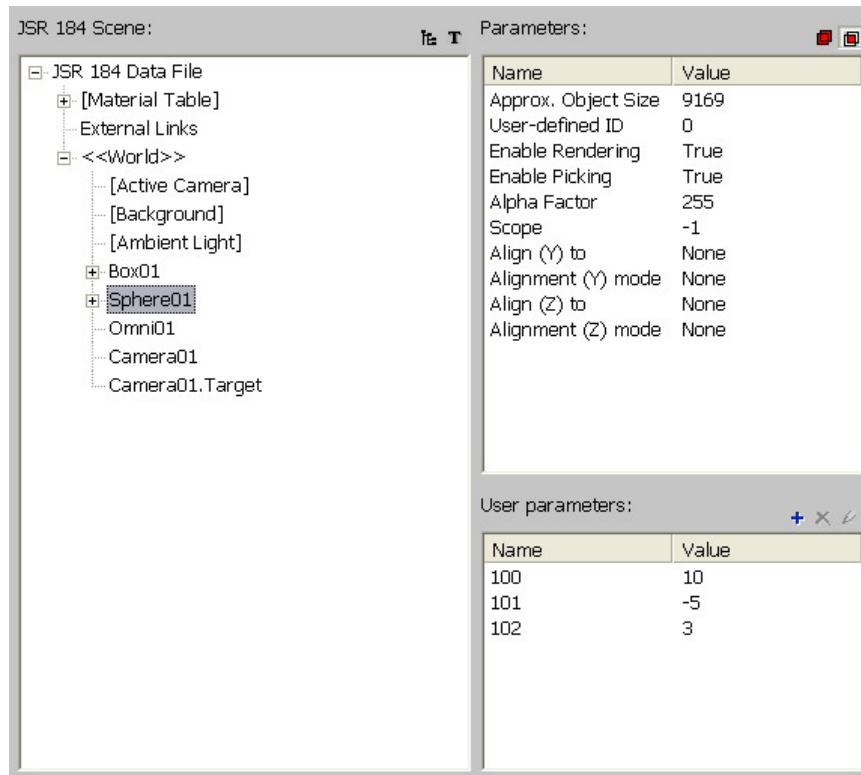 JSR 184 Scene:
T
JSR 184 Data File
[Material Table]
External Links
<<World>>
[Active Camera]
[Background]
[Ambient Light]
Box01
Sphere01
Omni01
Camera01
Camera01.Target
Parameters:
Name Value
Approx. Object Size 9169
User-defined ID 0
Enable Rendering True
Enable Picking True
Alpha Factor 255
Scope -1
Align (Y) to None
Alignment (Y) mode None
Align (Z) to None
Alignment (Z) mode None
User parameters:
Name Value
100 10
101 -5
102 3